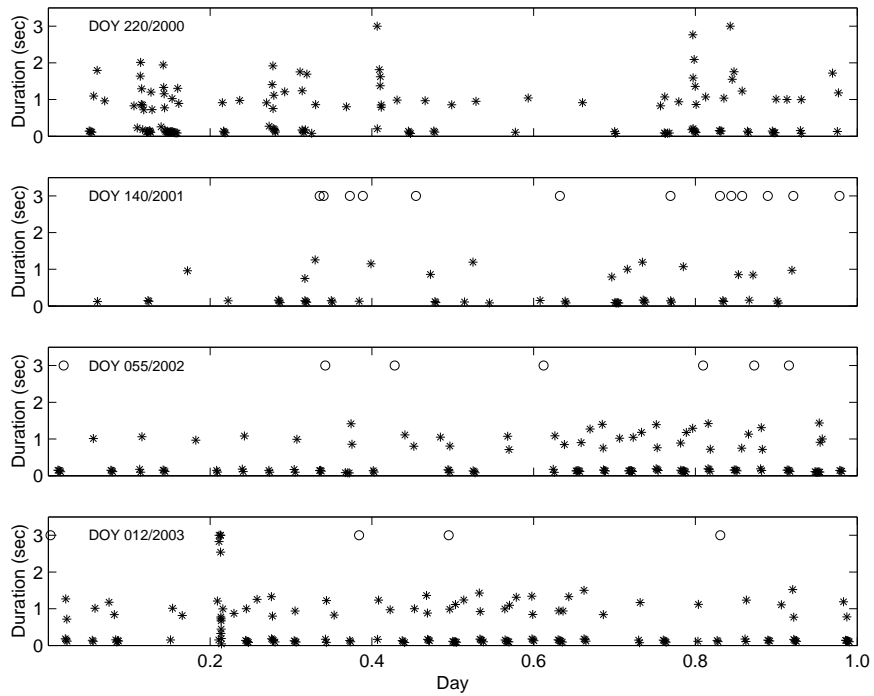 DOY 220/2000
3
2
1
0
Duration (sec)
DOY 140/2001
3
2
1
0
Duration (sec)
DOY 055/2002
3
2
1
0
Duration (sec)
DOY 012/2003
3
2
1
0
Duration (sec)
0.2 0.4 0.6 0.8 1.0
Day